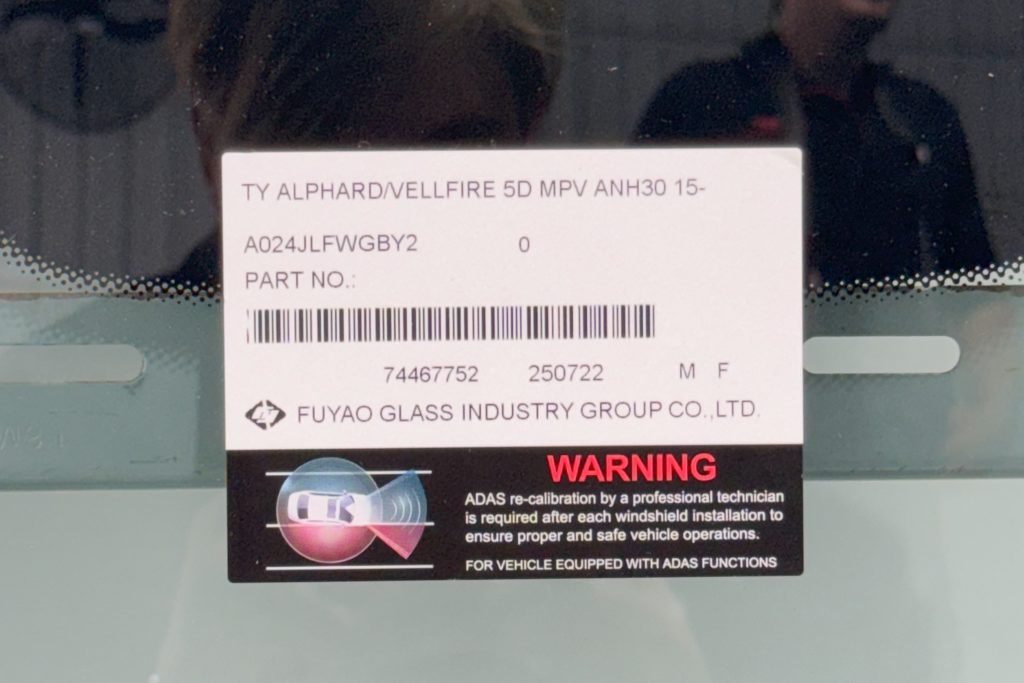 TY ALPHARD/VELLFIRE 5D MPV ANH30 15-
A024JLFWGBY2 0
PART NO.:
74467752 250722 M F
FUYAO GLASS INDUSTRY GROUP CO.,LTD.
WARNING
ADAS re-calibration by a professional technician
is required after each windshield installation to
ensure proper and safe vehicle operations.
FOR VEHICLE EQUIPPED WITH ADAS FUNCTIONS